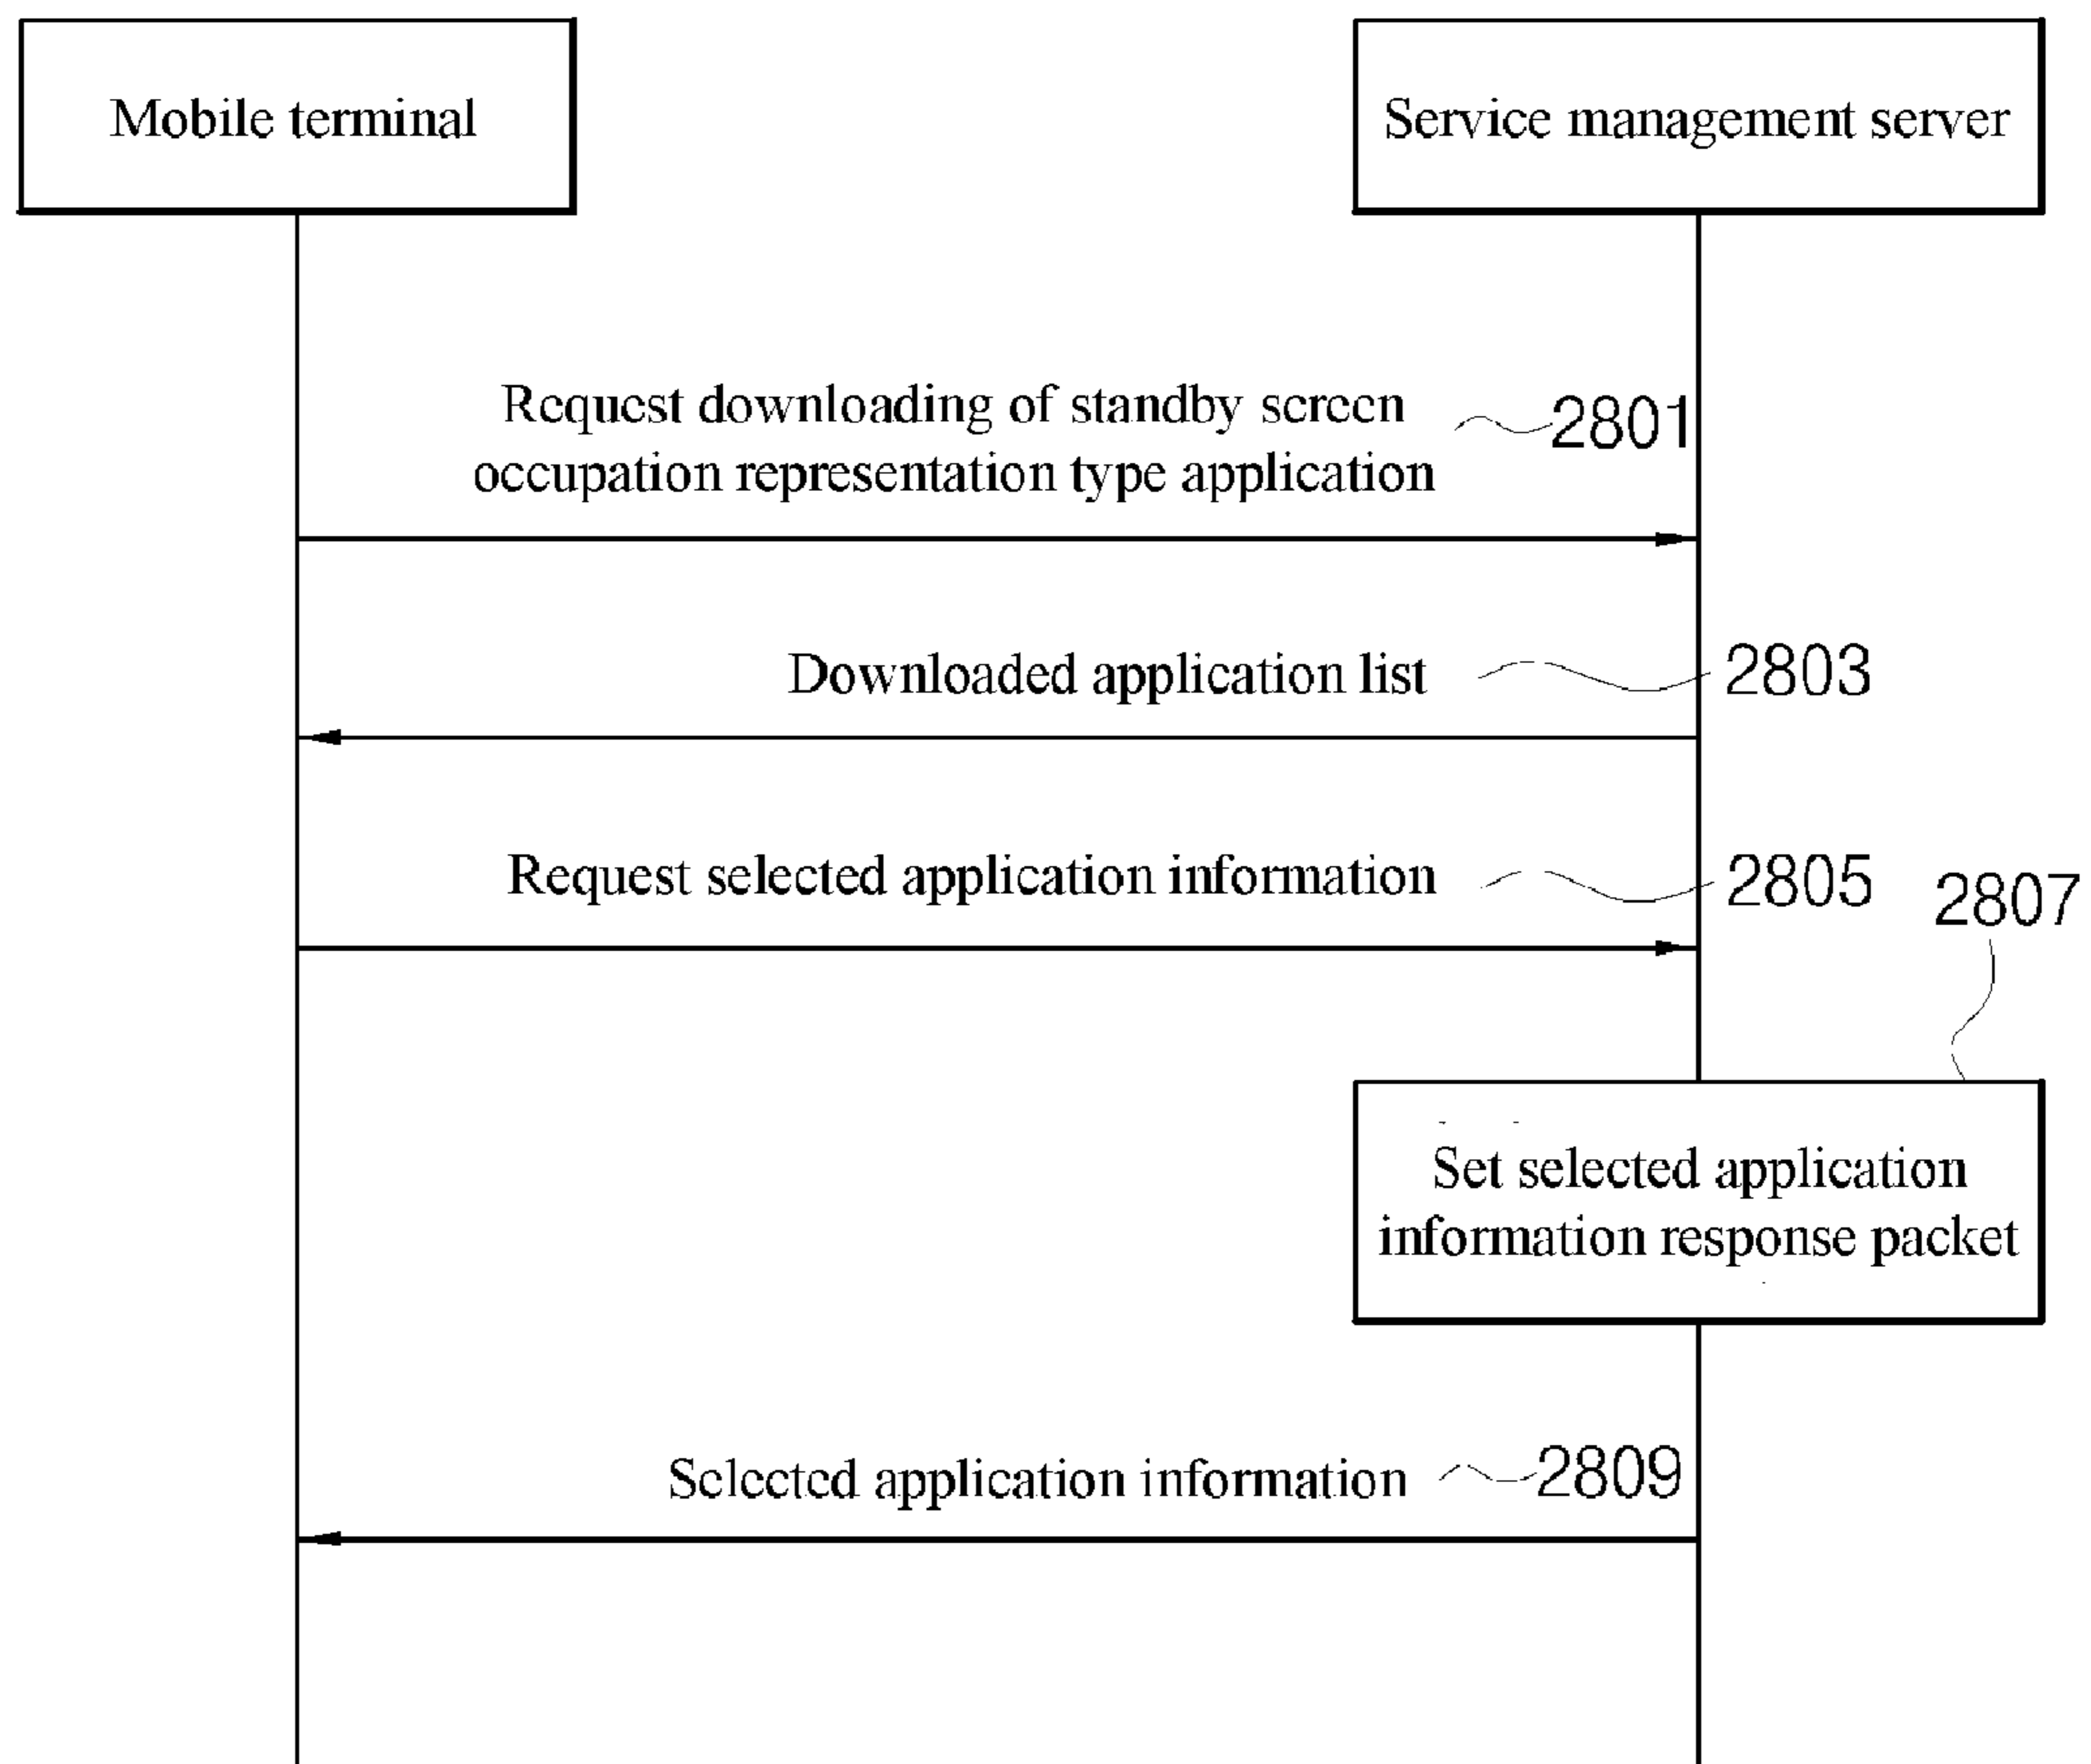 Mobile terminal
Service management server
Request downloading of standby screen
occupation representation type application
2801
Downloaded application list
2803
Request selected application information
2805
2807
Set selected application
information response packet
Selected application information
2809